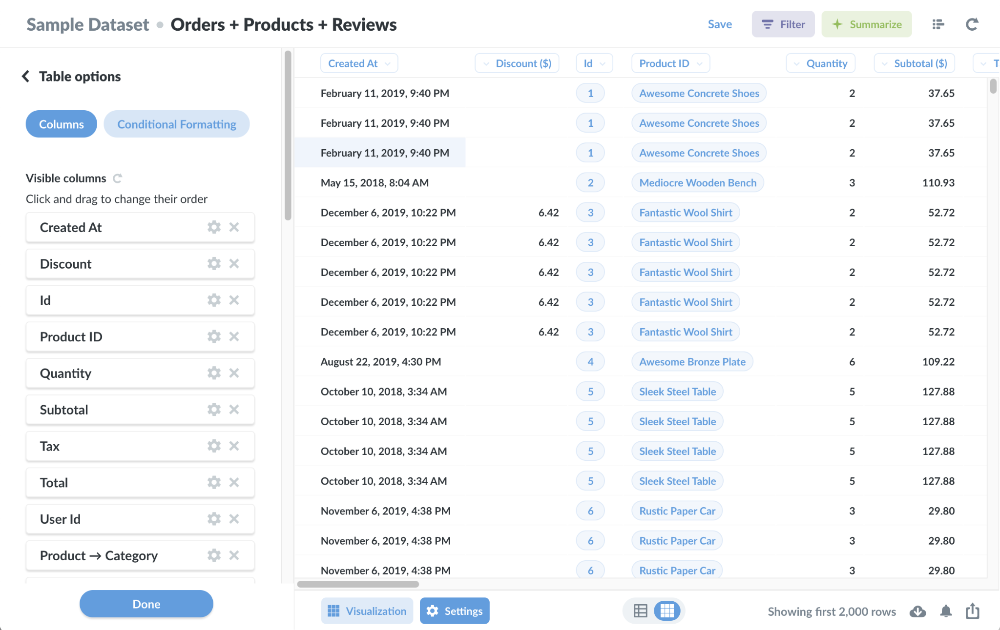 Sample Dataset • Orders + Products + Reviews
Save
Filter
Summarize
Table options
Columns
Conditional Formatting
Visible columns
Click and drag to change their order
Created At
Discount
Id
Product ID
Quantity
Subtotal
Tax
Total
User Id
Product → Category
Done
Created At Discount ($) Id Product ID Quantity Subtotal ($) T
February 11, 2019, 9:40 PM 1 Awesome Concrete Shoes 2 37.65
February 11, 2019, 9:40 PM 1 Awesome Concrete Shoes 2 37.65
February 11, 2019, 9:40 PM 1 Awesome Concrete Shoes 2 37.65
May 15, 2018, 8:04 AM 2 Mediocre Wooden Bench 3 110.93
December 6, 2019, 10:22 PM 6.42 3 Fantastic Wool Shirt 2 52.72
December 6, 2019, 10:22 PM 6.42 3 Fantastic Wool Shirt 2 52.72
December 6, 2019, 10:22 PM 6.42 3 Fantastic Wool Shirt 2 52.72
December 6, 2019, 10:22 PM 6.42 3 Fantastic Wool Shirt 2 52.72
December 6, 2019, 10:22 PM 6.42 3 Fantastic Wool Shirt 2 52.72
August 22, 2019, 4:30 PM 4 Awesome Bronze Plate 6 109.22
October 10, 2018, 3:34 AM 5 Sleek Steel Table 5 127.88
October 10, 2018, 3:34 AM 5 Sleek Steel Table 5 127.88
October 10, 2018, 3:34 AM 5 Sleek Steel Table 5 127.88
October 10, 2018, 3:34 AM 5 Sleek Steel Table 5 127.88
November 6, 2019, 4:38 PM 6 Rustic Paper Car 3 29.80
November 6, 2019, 4:38 PM 6 Rustic Paper Car 3 29.80
November 6, 2019, 4:38 PM 6 Rustic Paper Car 3 29.80
Visualization
Settings
Showing first 2,000 rows